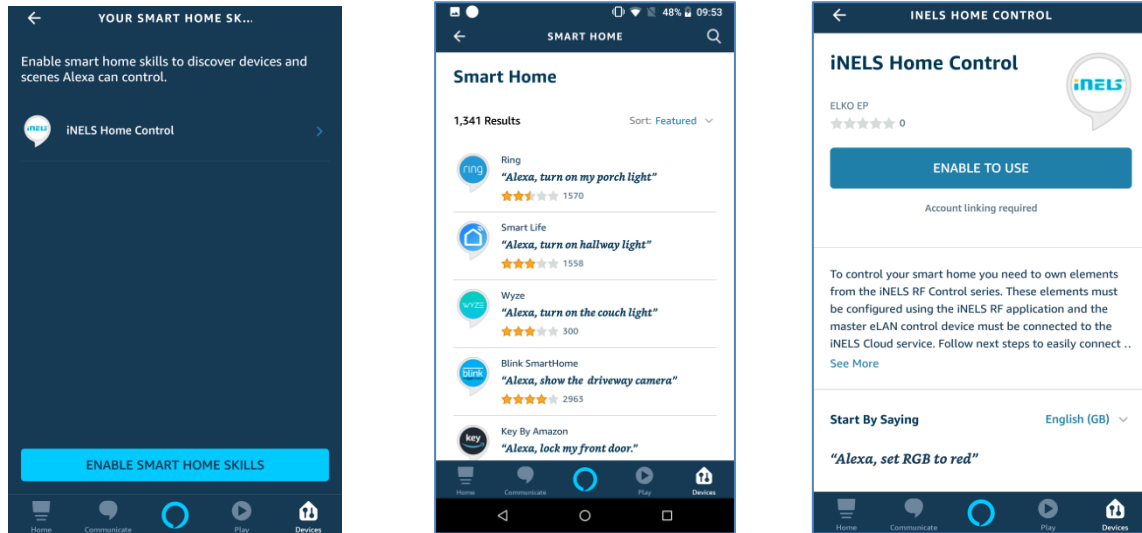 YOUR SMART HOME SK...
Enable smart home skills to discover devices and
scenes Alexa can control.
iNELS
iNELS Home Control
ENABLE SMART HOME SKILLS
Home
Communicate
Play
Devices
48% 09:53
SMART HOME
Smart Home
1,341 Results
Sort: Featured
ring
Ring
“Alexa, turn on my porch light”
1570
Smart Life
“Alexa, turn on hallway light”
1558
WYZE
Wyze
“Alexa, turn on the couch light”
300
blink
Blink SmartHome
“Alexa, show the driveway camera”
2963
key
Key By Amazon
“Alexa, lock my front door.”
Home
Communicate
Play
Devices
INELS HOME CONTROL
iNELS Home Control
iNELS
ELKO EP
0
ENABLE TO USE
Account linking required
To control your smart home you need to own elements
from the iNELS RF Control series. These elements must
be configured using the iNELS RF application and the
master eLAN control device must be connected to the
iNELS Cloud service. Follow next steps to easily connect ..
See More
Start By Saying
English (GB)
“Alexa, set RGB to red”
Home
Communicate
Play
Devices